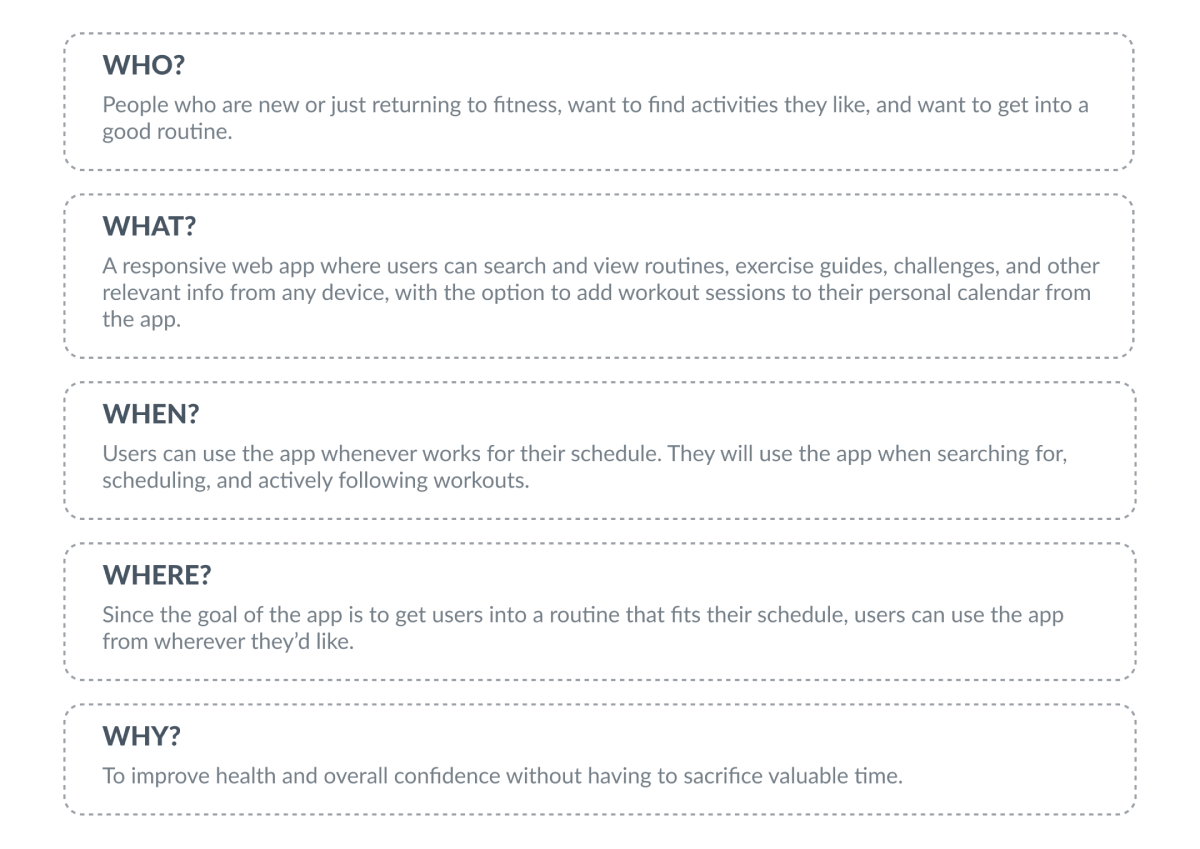 WHO?
People who are new or just returning to fitness, want to find activities they like, and want to get into a
good routine.
WHAT?
A responsive web app where users can search and view routines, exercise guides, challenges, and other
relevant info from any device, with the option to add workout sessions to their personal calendar from
the app.
WHEN?
Users can use the app whenever works for their schedule. They will use the app when searching for,
scheduling, and actively following workouts.
WHERE?
Since the goal of the app is to get users into a routine that fits their schedule, users can use the app
from wherever they’d like.
WHY?
To improve health and overall confidence without having to sacrifice valuable time.